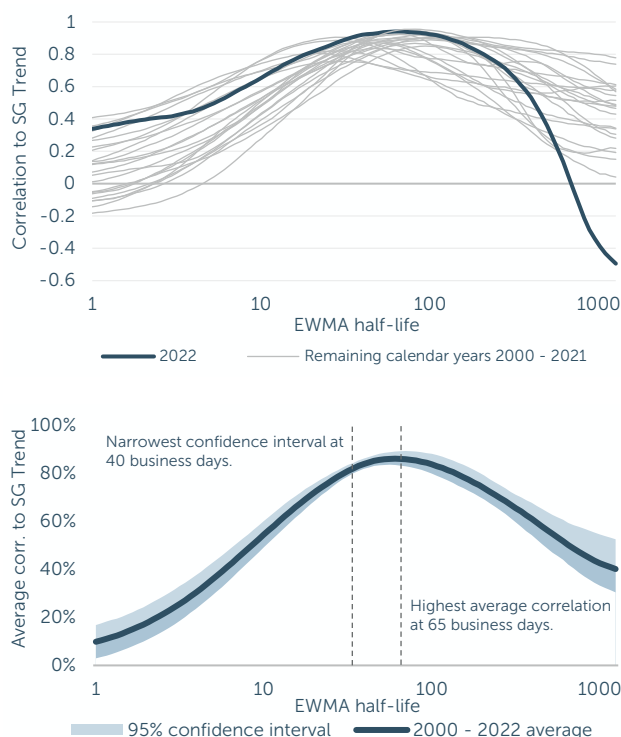 Correlation to SG Trend
1
0.8
0.6
0.4
0.2
0
-0.2
-0.4
-0.6
1 10 100 1000
EWMA half-life
2022 Remaining calendar years 2000 - 2021
Average corr. to SG Trend
100%
80%
60%
40%
20%
0%
Narrowest confidence interval at
40 business days.
Highest average correlation
at 65 business days.
1 10 100 1000
EWMA half-life
95% confidence interval 2000 - 2022 average